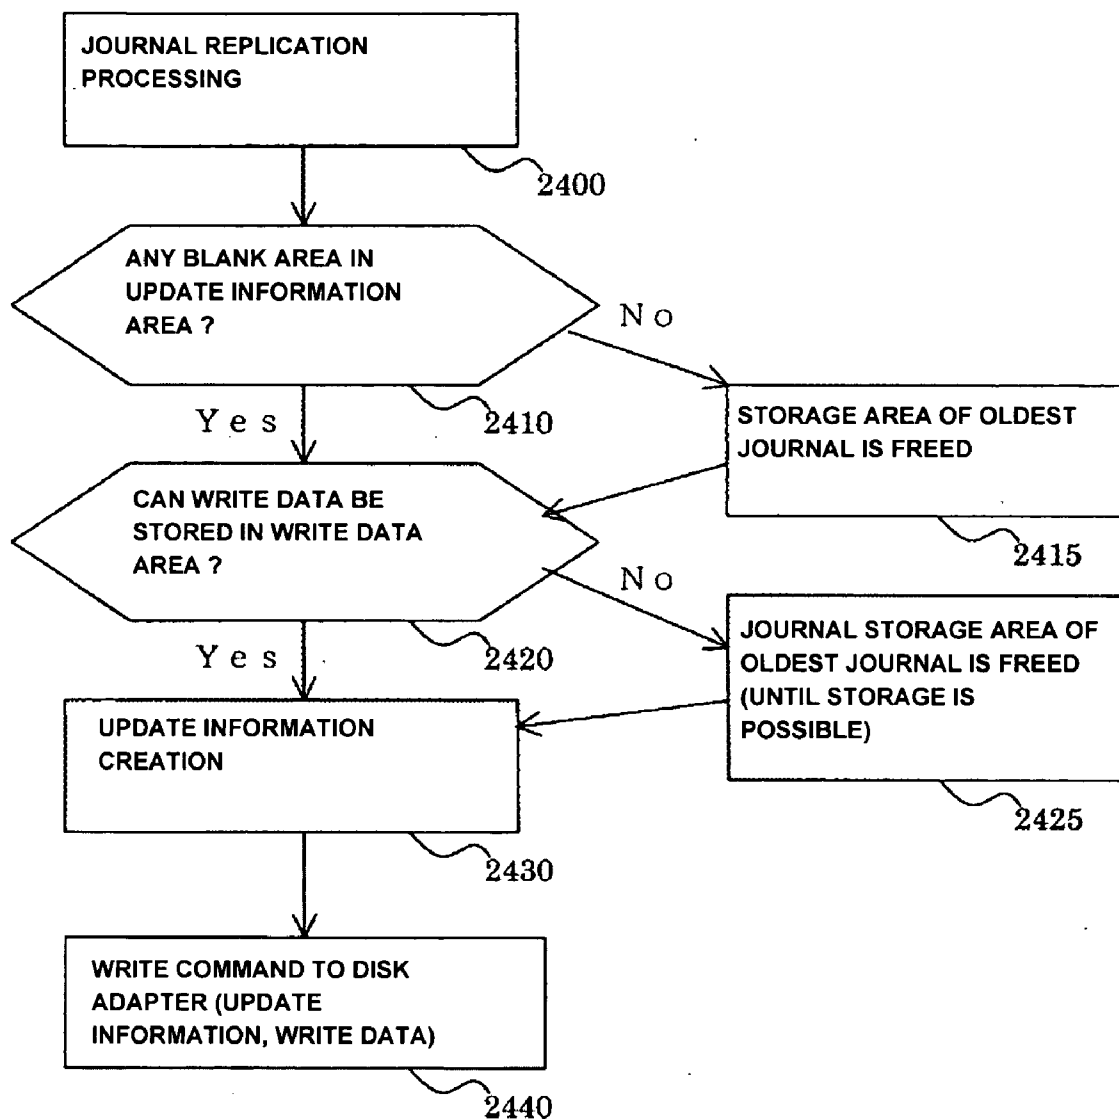 JOURNAL REPLICATION
PROCESSING
2400
ANY BLANK AREA IN
UPDATE INFORMATION
AREA ?
No
Yes
2410
STORAGE AREA OF OLDEST
JOURNAL IS FREED
2415
CAN WRITE DATA BE
STORED IN WRITE DATA
AREA ?
No
Yes
2420
JOURNAL STORAGE AREA OF
OLDEST JOURNAL IS FREED
(UNTIL STORAGE IS
POSSIBLE)
2425
UPDATE INFORMATION
CREATION
2430
WRITE COMMAND TO DISK
ADAPTER (UPDATE
INFORMATION, WRITE DATA)
2440